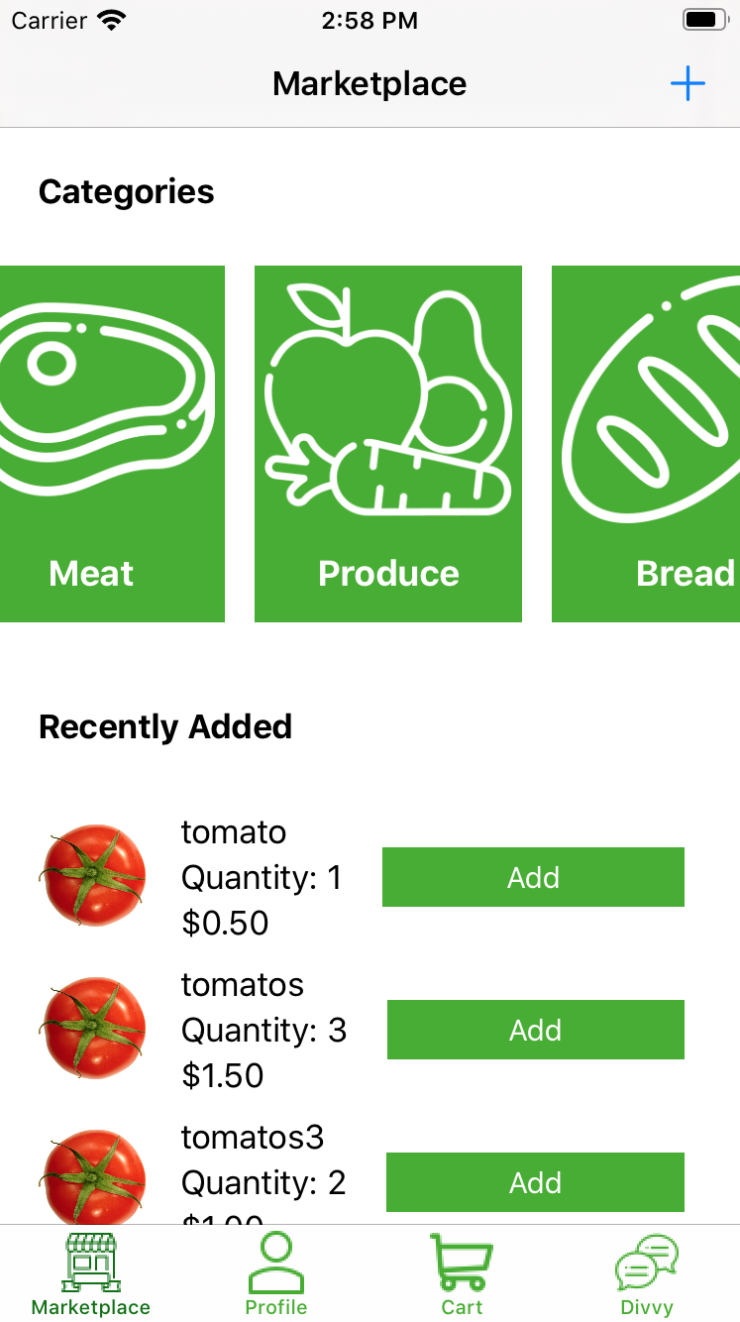 Carrier 2:58 PM
Marketplace
Categories
Meat Produce Bread
Recently Added
tomato
Quantity: 1
$0.50
Add
tomatos
Quantity: 3
$1.50
Add
tomatos3
Quantity: 2
Add
Marketplace Profile Cart Divvy